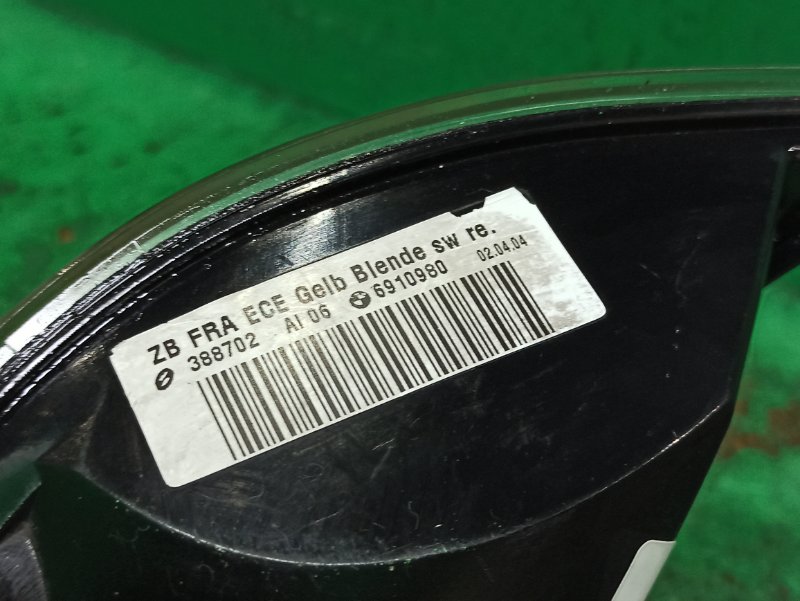 ZB FRA ECE Gelb Blende sw re.
388702 AI 06 6910980 02.04.04